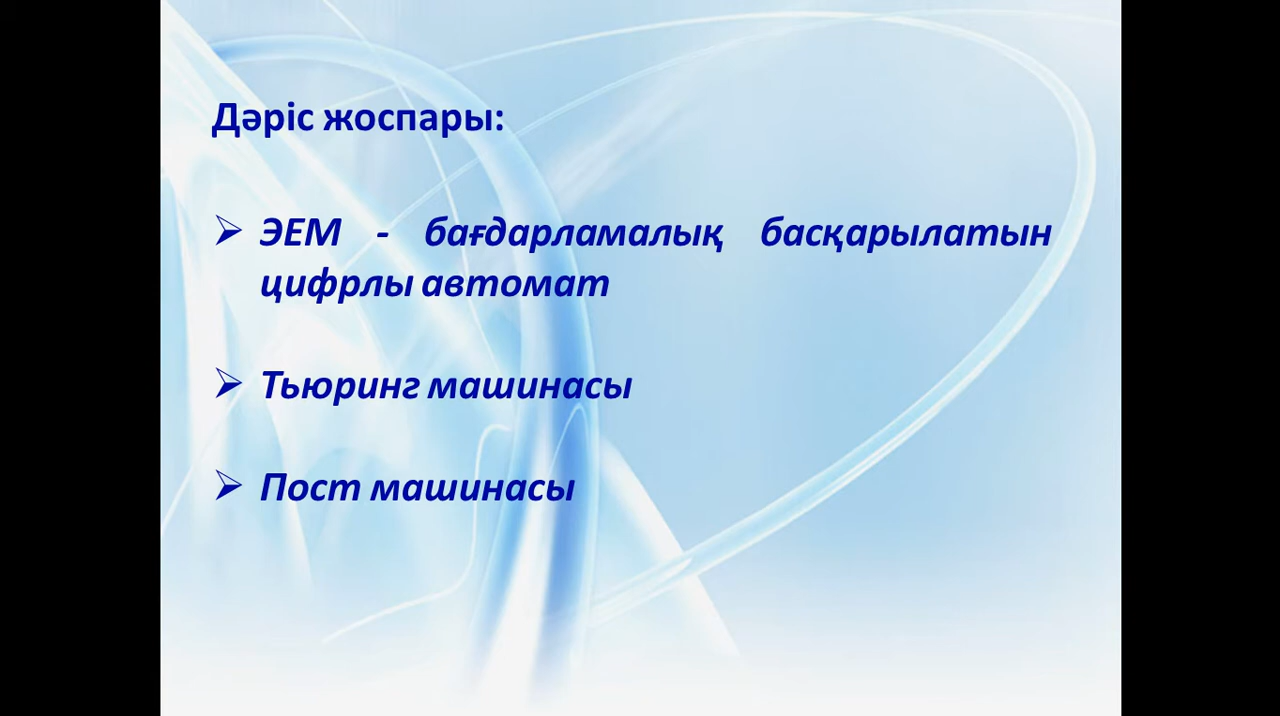 Дәріс жоспары:
ЭЕМ - бағдарламалық басқарылатын
цифрлы автомат
Тьюринг машинасы
Пост машинасы